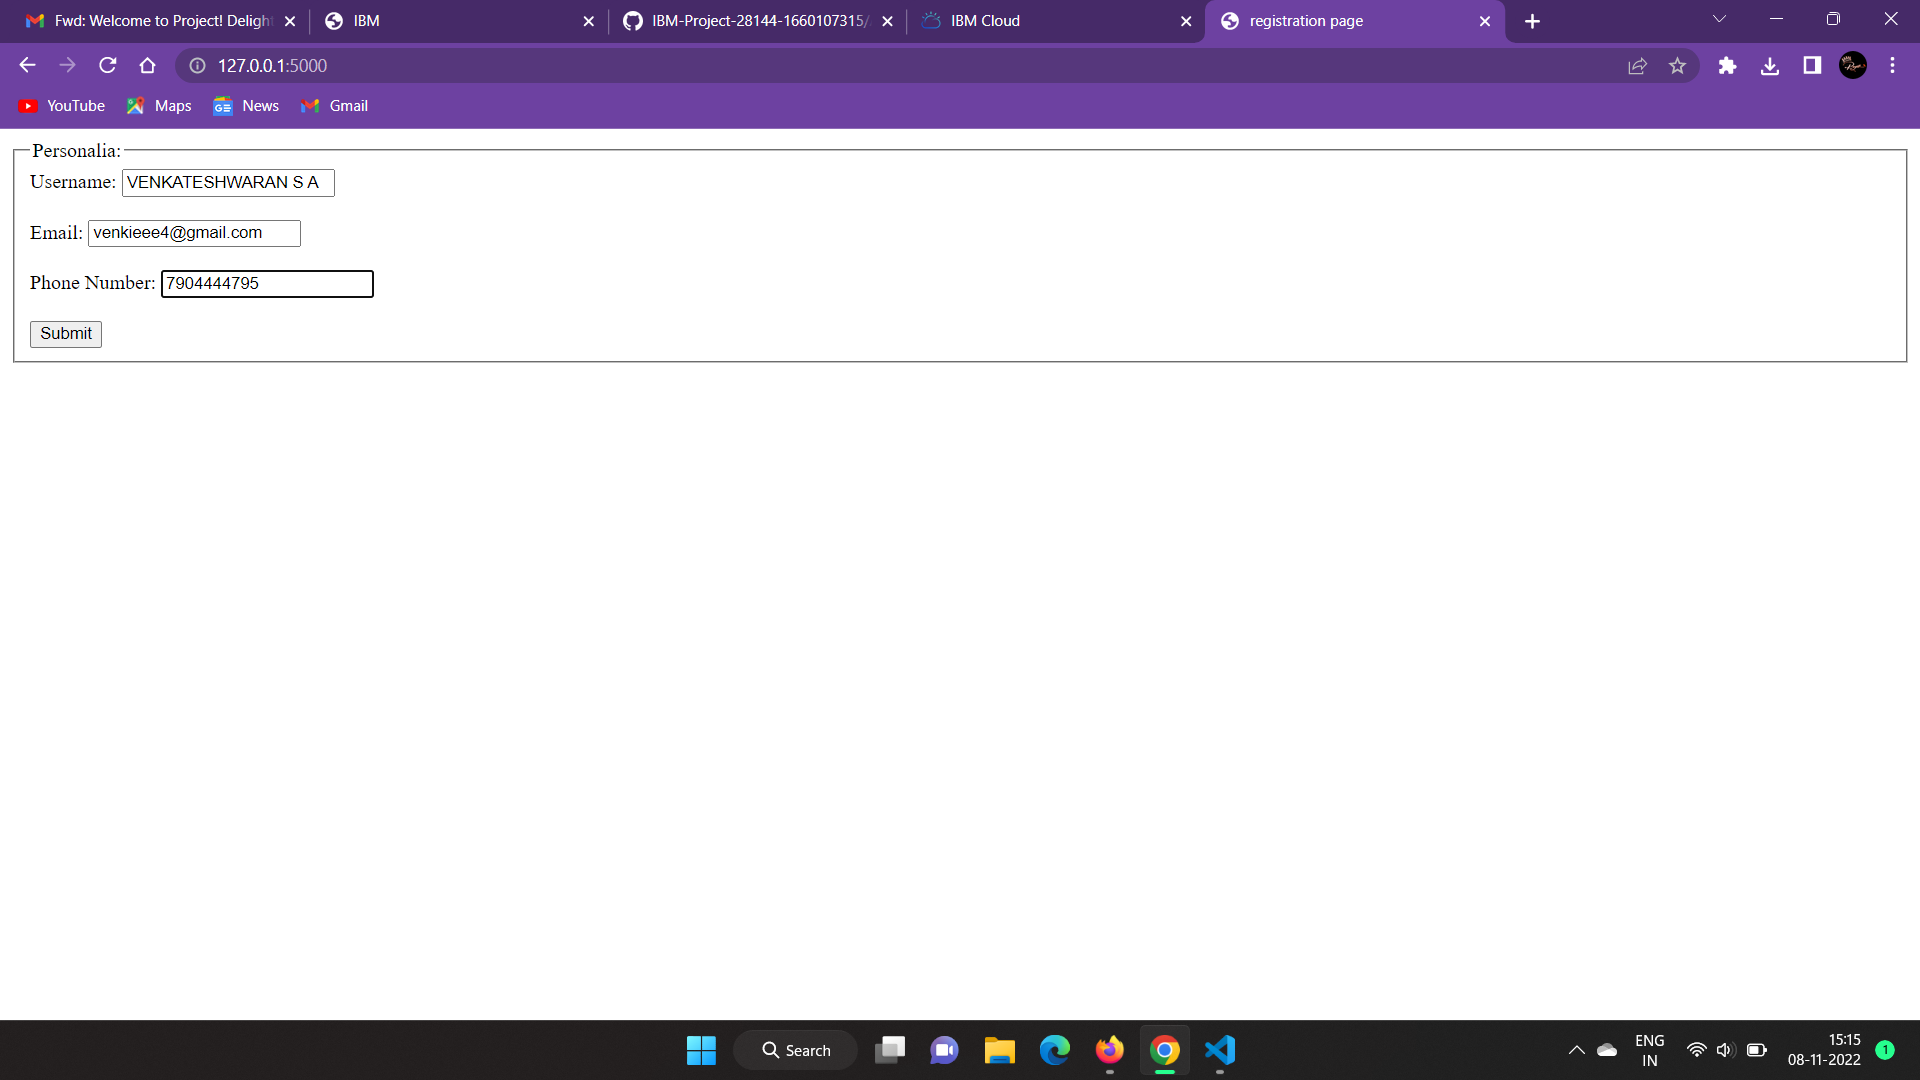 Fwd: Welcome to Project! Deligh
IBM
IBM-Project-28144-1660107315/
IBM Cloud
registration page
127.0.0.1:5000
YouTube
Maps
News
Gmail
Personalia:
Username: VENKATESHWARAN S A
Email: venkieee4@gmail.com
Phone Number: 7904444795
Submit
Search
ENG
IN
15:15
08-11-2022
1